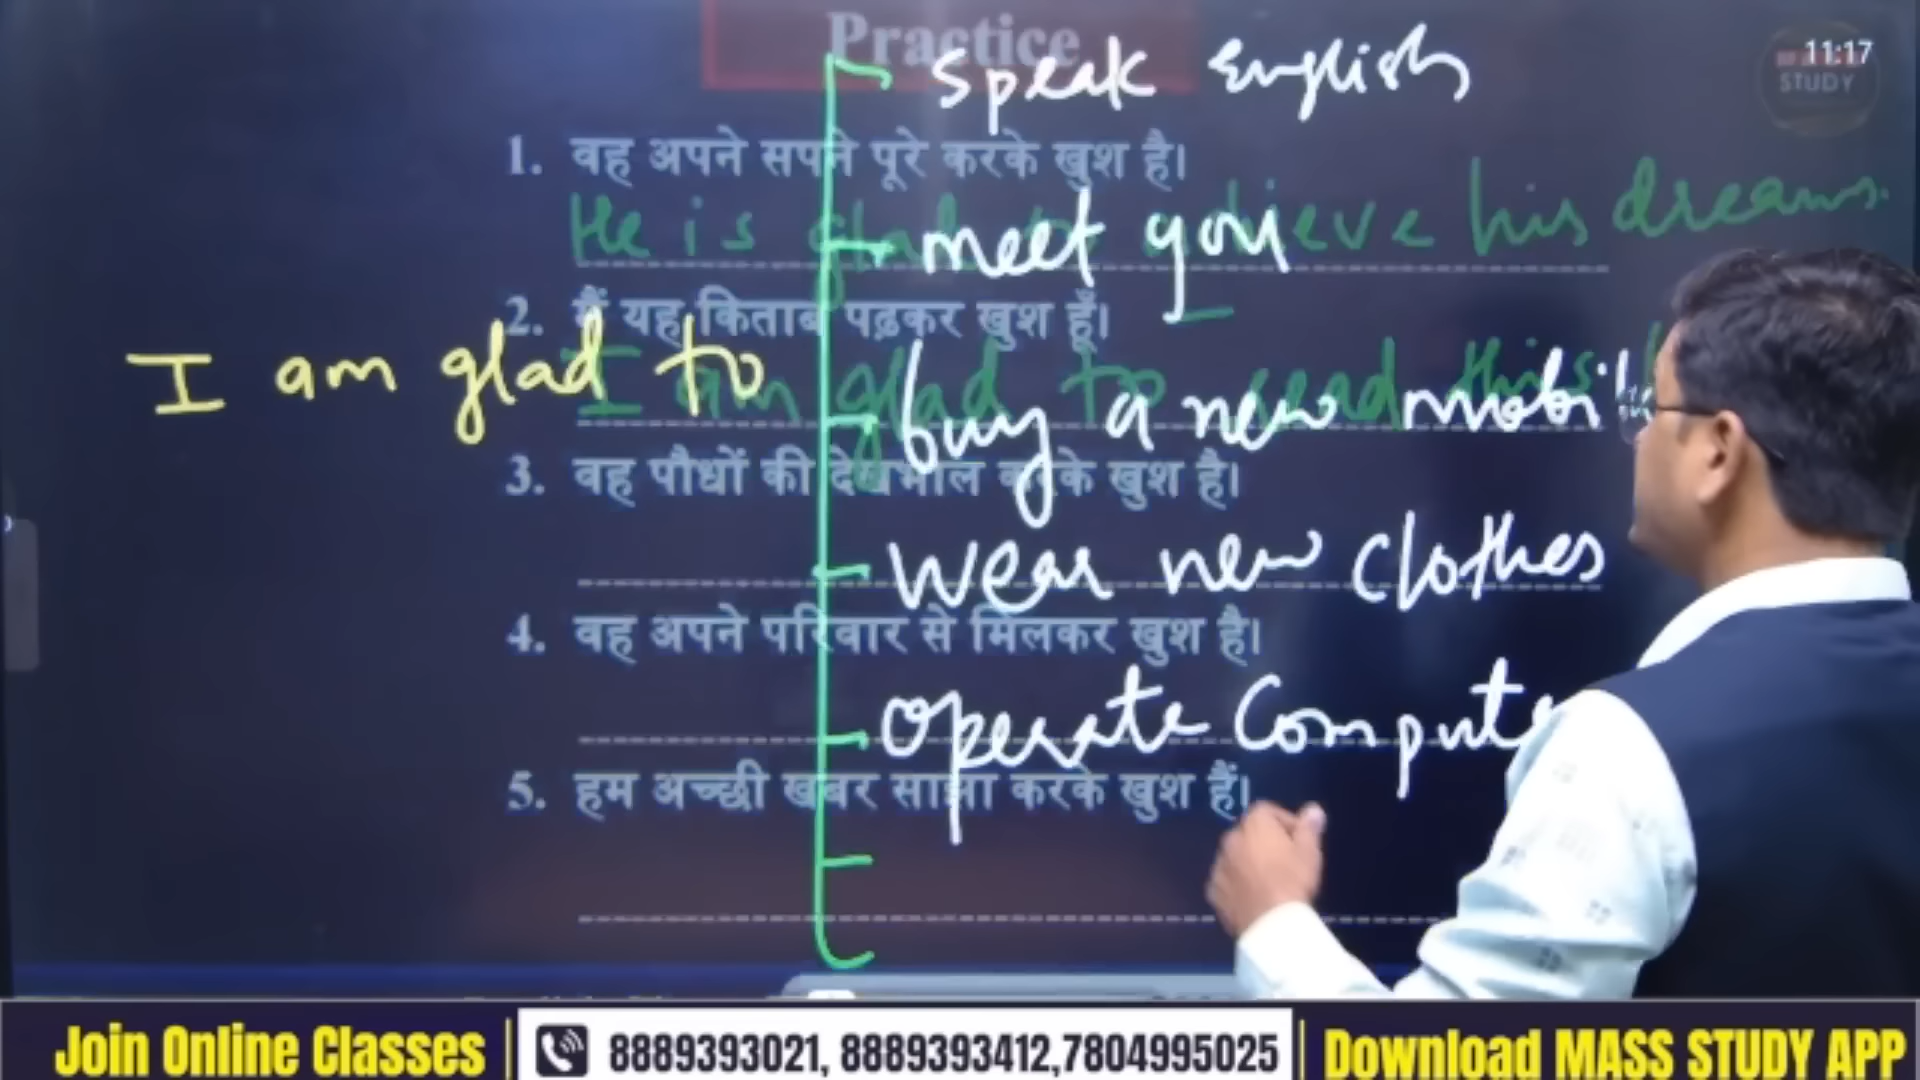 Practice
speak English
11:17
STUDY
1. वह अपने सपने पूरे करके खुश है।
He is glad to achieve his dreams.
meet you
2. मैं यह किताब पढ़कर खुश हूँ।
I am glad to
I am glad to read this
buy a new mobil
3. वह पौधों की देखभाल करके खुश है।
wear new clothes
4. वह अपने परिवार से मिलकर खुश है।
operate Compute
5. हम अच्छी खबर साझा करके खुश हैं।
Join Online Classes
8889393021, 8889393412,7804995025
Download MASS STUDY APP